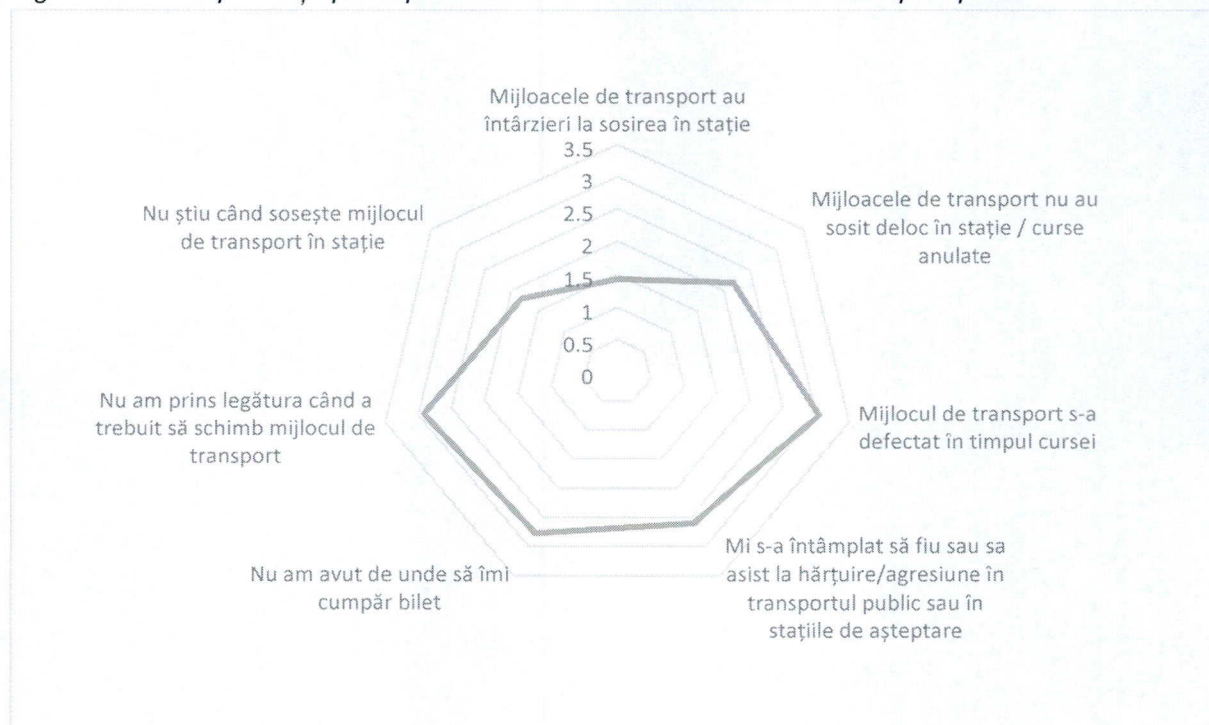 Mijloacele de transport au
întârzieri la sosirea în stație
3.5
3
2.5
2
1.5
1
0.5
0
Mijloacele de transport nu au
sosit deloc în stație / curse
anulate
Mijlocul de transport s-a
defectat în timpul cursei
Mi s-a întâmplat să fiu sau sa
asist la hărțuire/agresiune în
transportul public sau în
stațiile de așteptare
Nu am avut de unde să îmi
cumpăr bilet
Nu am prins legătura când a
trebuit să schimb mijlocul de
transport
Nu știu când sosește mijlocul
de transport în stație